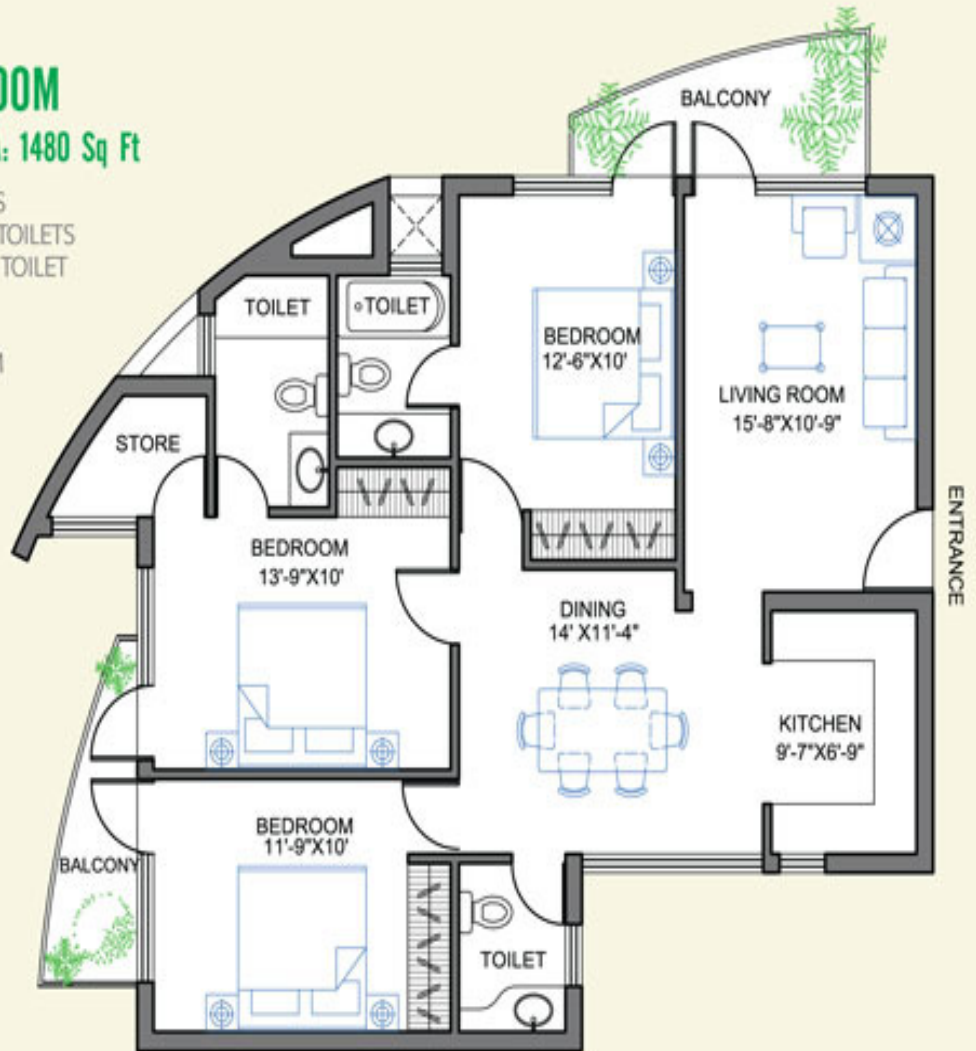 1480 Sq Ft
TOILETS
TOILET
BALCONY
TOILET
TOILET
BEDROOM
12'-6"X10'
LIVING ROOM
15'-8"X10'-9"
STORE
ENTRANCE
BEDROOM
13'-9"X10'
DINING
14' X11'-4"
KITCHEN
9'-7"X6'-9"
BEDROOM
11'-9"X10'
BALCONY
TOILET